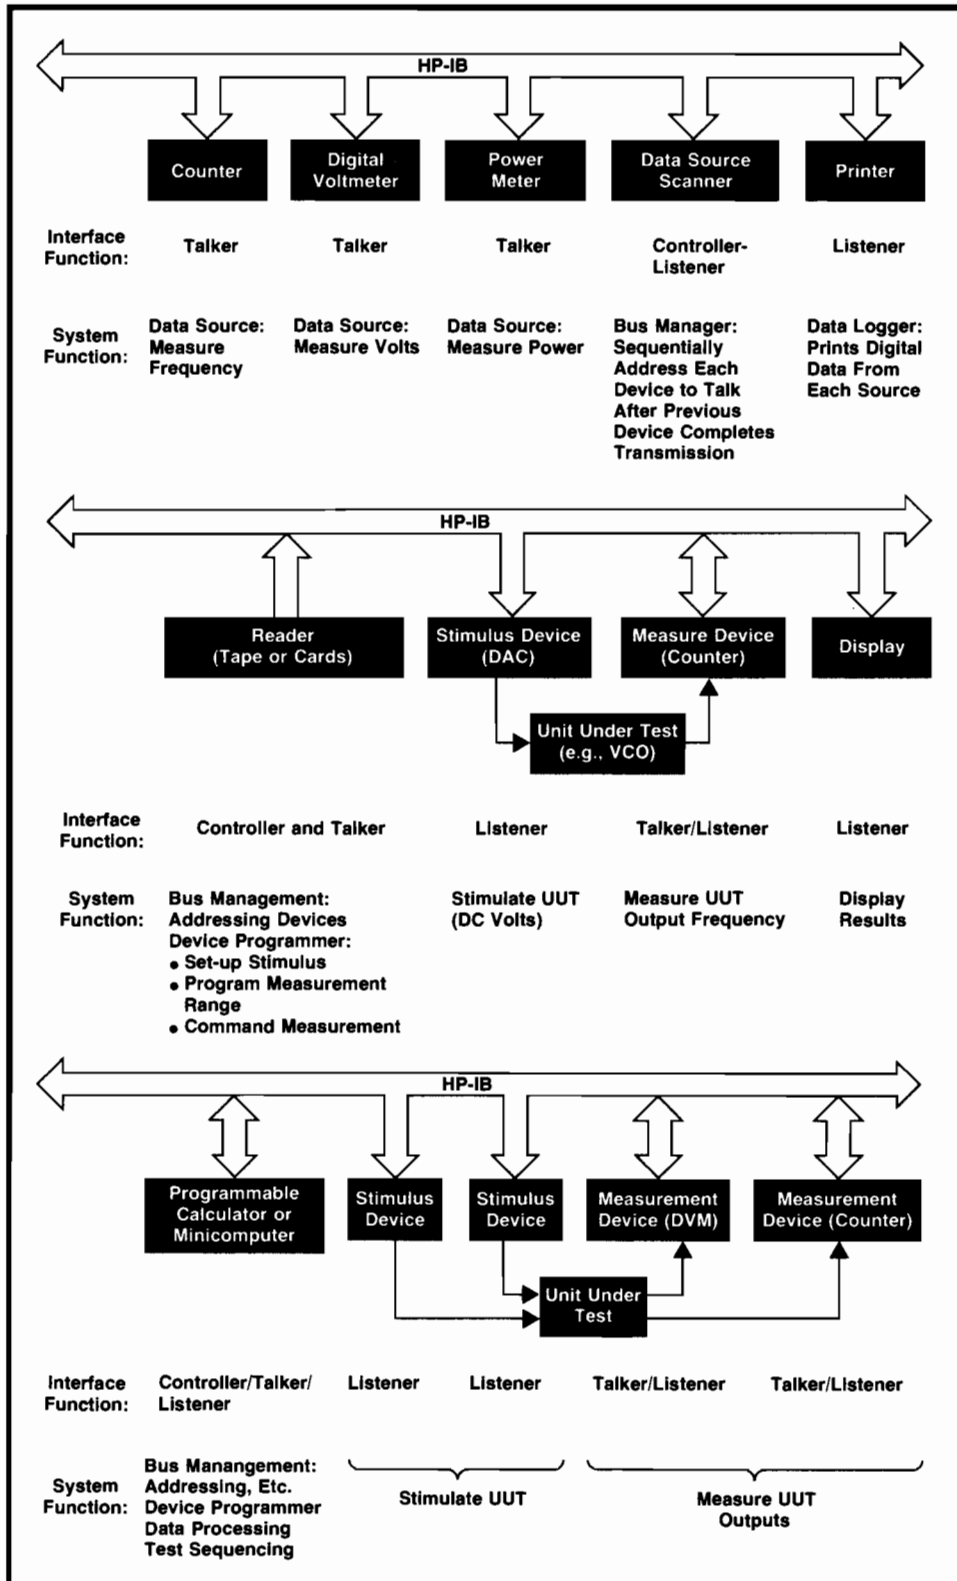 HP-IB
Counter
Digital
Voltmeter
Power
Meter
Data Source
Scanner
Printer
Interface
Function:
Talker
Talker
Talker
Controller-
Listener
Listener
System
Function:
Data Source:
Measure
Frequency
Data Source:
Measure Volts
Data Source:
Measure Power
Bus Manager:
Sequentially
Address Each
Device to Talk
After Previous
Device Completes
Transmission
Data Logger:
Prints Digital
Data From
Each Source
HP-IB
Reader
(Tape or Cards)
Stimulus Device
(DAC)
Measure Device
(Counter)
Display
Unit Under Test
(e.g., VCO)
Interface
Function:
Controller and Talker
Listener
Talker/Listener
Listener
System
Function:
Bus Management:
Addressing Devices
Device Programmer:
• Set-up Stimulus
• Program Measurement
Range
• Command Measurement
Stimulate UUT
(DC Volts)
Measure UUT
Output Frequency
Display
Results
HP-IB
Programmable
Calculator or
Minicomputer
Stimulus
Device
Stimulus
Device
Measurement
Device (DVM)
Measurement
Device (Counter)
Unit Under
Test
Interface
Function:
Controller/Talker/
Listener
Listener
Listener
Talker/Listener
Talker/Listener
System
Function:
Bus Manangement:
Addressing, Etc.
Device Programmer
Data Processing
Test Sequencing
Stimulate UUT
Measure UUT
Outputs